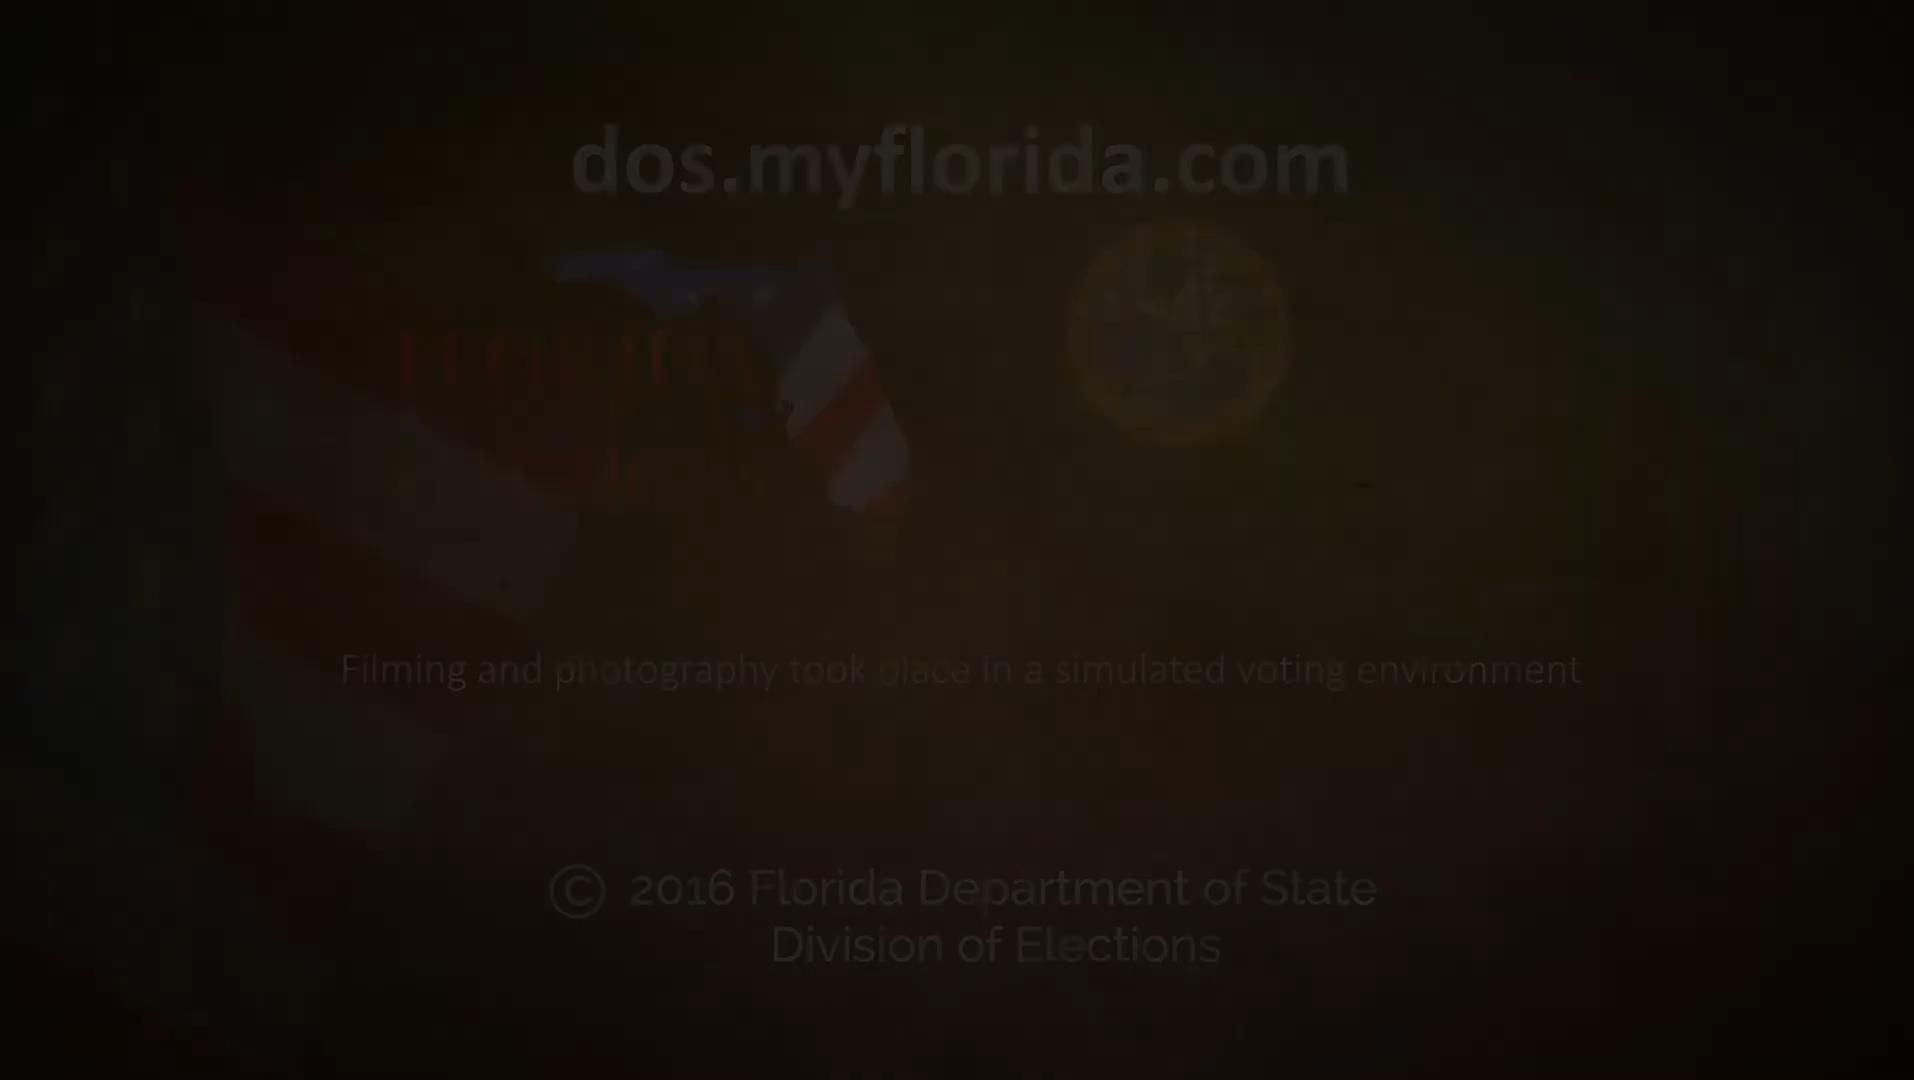 dos.myflorida.com
Filming and photography took place in a simulated voting environment
© 2016 Florida Department of State
Division of Elections